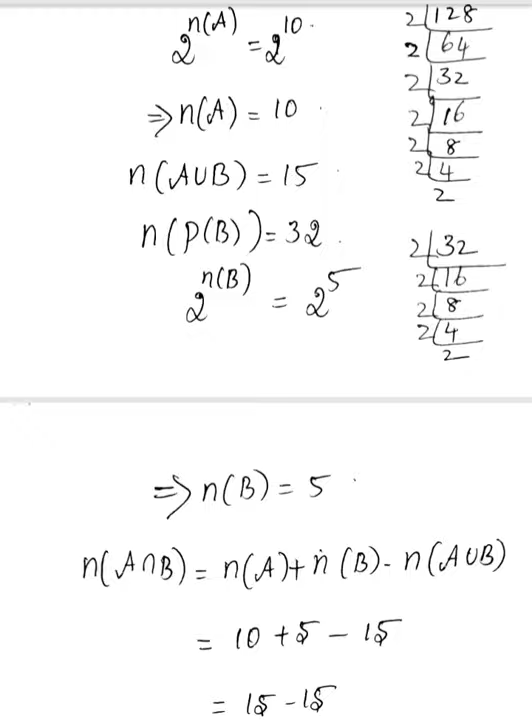 2^{n(A)} = 2^{10}.
⇒ n(A) = 10
n(A∪B) = 15
n(P(B)) = 32.
2^{n(B)} = 2^5
2|128
2|64
2|32
2|16
2|8
2|4
2
2|32
2|16
2|8
2|4
2
⇒ n(B) = 5
n(A∩B) = n(A) + n(B) - n(A∪B)
= 10 + 5 - 15
= 15 - 15